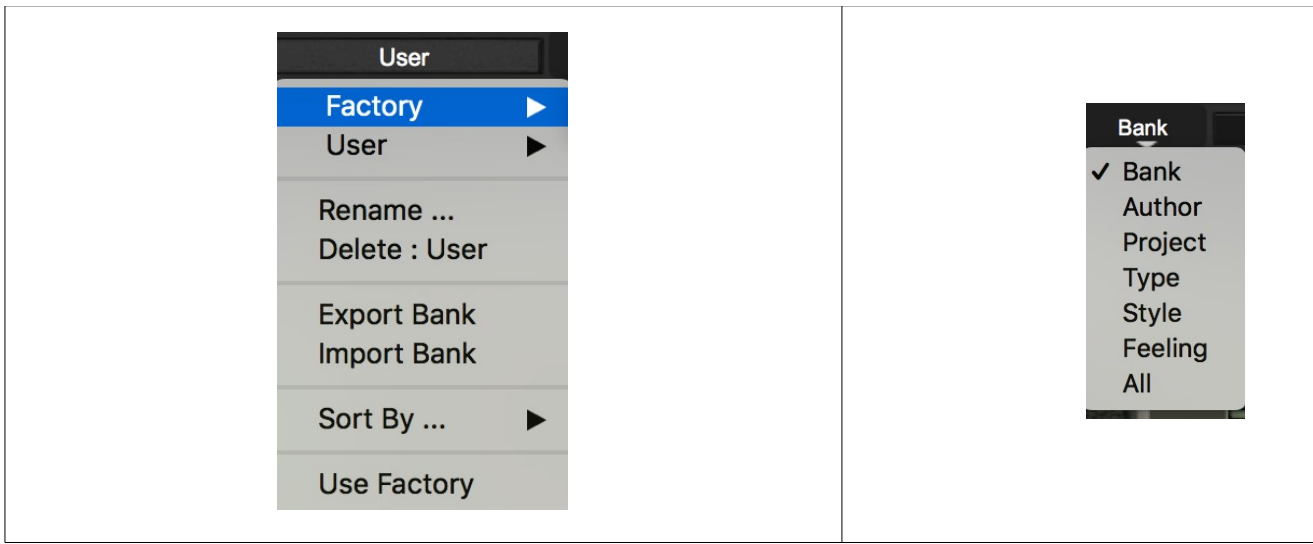 User
Factory
User
Rename ...
Delete : User
Export Bank
Import Bank
Sort By ...
Use Factory
Bank
Bank
Author
Project
Type
Style
Feeling
All